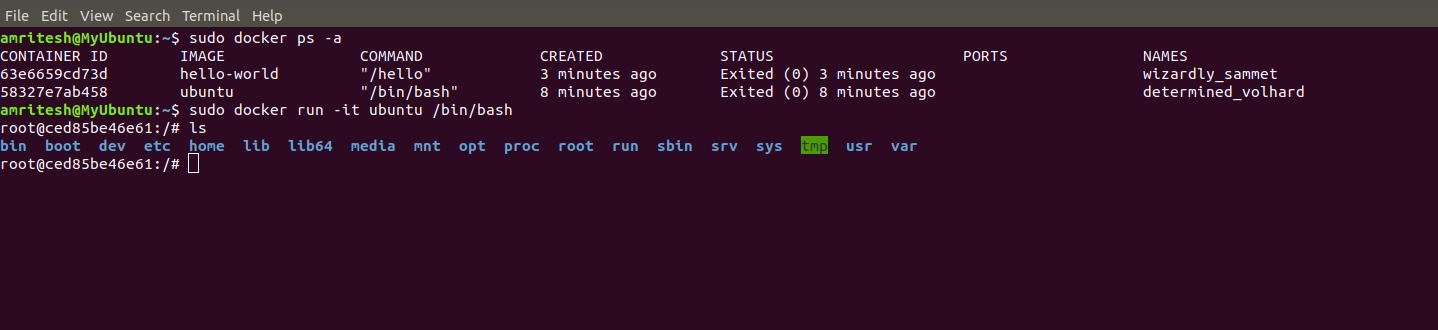 File Edit View Search Terminal Help
amritesh@MyUbuntu:~$ sudo docker ps -a
CONTAINER ID        IMAGE               COMMAND             CREATED             STATUS                     PORTS               NAMES
63e6659cd73d        hello-world         "/hello"            3 minutes ago       Exited (0) 3 minutes ago                       wizardly_sammet
58327e7ab458        ubuntu              "/bin/bash"         8 minutes ago       Exited (0) 8 minutes ago                       determined_volhard
amritesh@MyUbuntu:~$ sudo docker run -it ubuntu /bin/bash
root@ced85be46e61:/# ls
bin  boot  dev  etc  home  lib  lib64  media  mnt  opt  proc  root  run  sbin  srv  sys  tmp  usr  var
root@ced85be46e61:/#